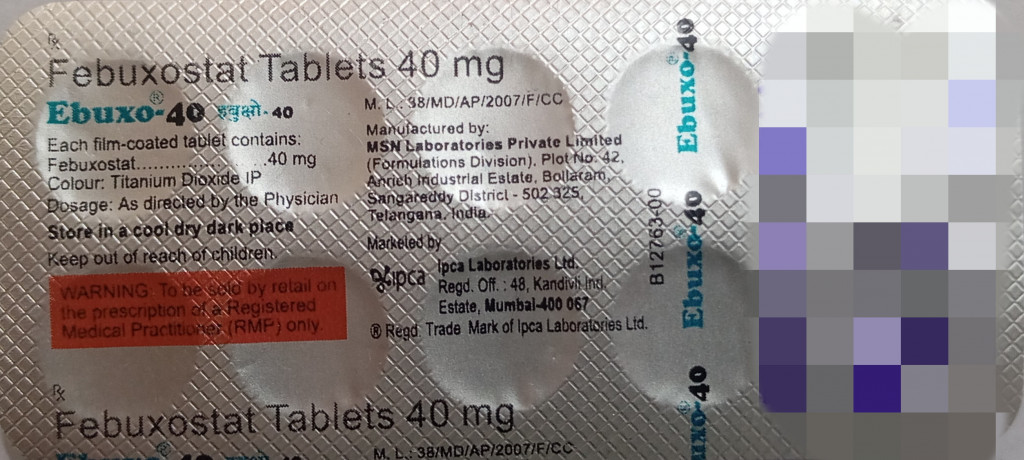 Rx
Febuxostat Tablets 40 mg
Ebuxo®-40 इबुक्सो-40
Each film-coated tablet contains:
Febuxostat.......................40 mg
Colour: Titanium Dioxide IP
Dosage: As directed by the Physician
Store in a cool dry dark place
Keep out of reach of children.
WARNING: To be sold by retail on
the prescription of a Registered
Medical Practitioner (RMP) only.
M. L.: 38/MD/AP/2007/F/CC
Manufactured by:
MSN Laboratories Private Limited
(Formulations Division), Plot No. 42,
Anrich Industrial Estate, Bollaram,
Sangareddy District - 502 325,
Telangana, India.
Marketed by
ipca
Ipca Laboratories Ltd.
Regd. Off. : 48, Kandivli Ind.
Estate, Mumbai-400 067
® Regd. Trade Mark of Ipca Laboratories Ltd.
B12763-00
Ebuxo®-40
Ebuxo®-40
Ebuxo®-40
Rx
Febuxostat Tablets 40 mg
M. L.: 38/MD/AP/2007/F/CC